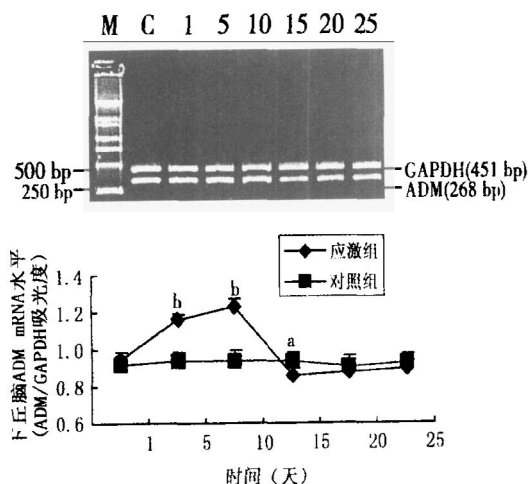 M C 1 5 10 15 20 25
500 bp
250 bp
GAPDH(451 bp)
ADM(268 bp)
应激组
对照组
下丘脑ADM mRNA水平
(ADM/GAPDH吸光度)
1.4
1.2
1.0
0.8
0.6
b b a
1 5 10 15 20 25
时间（天）